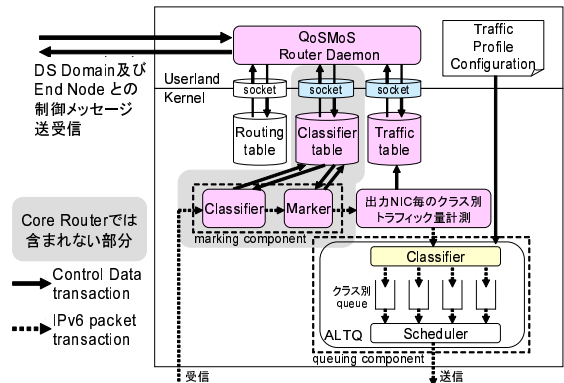 QoSMoS
Router Daemon
Traffic
Profile
Configuration
DS Domain及び
End Node との
制御メッセージ
送受信
Userland
Kernel
socket
socket
socket
Routing
table
Classifier
table
Traffic
table
Classifier
Marker
出力NIC毎のクラス別
トラフィック量計測
marking component
Core Routerでは
含まれない部分
Control Data
transaction
IPv6 packet
transaction
Classifier
クラス別
queue
ALTQ
Scheduler
queuing component
受信
送信